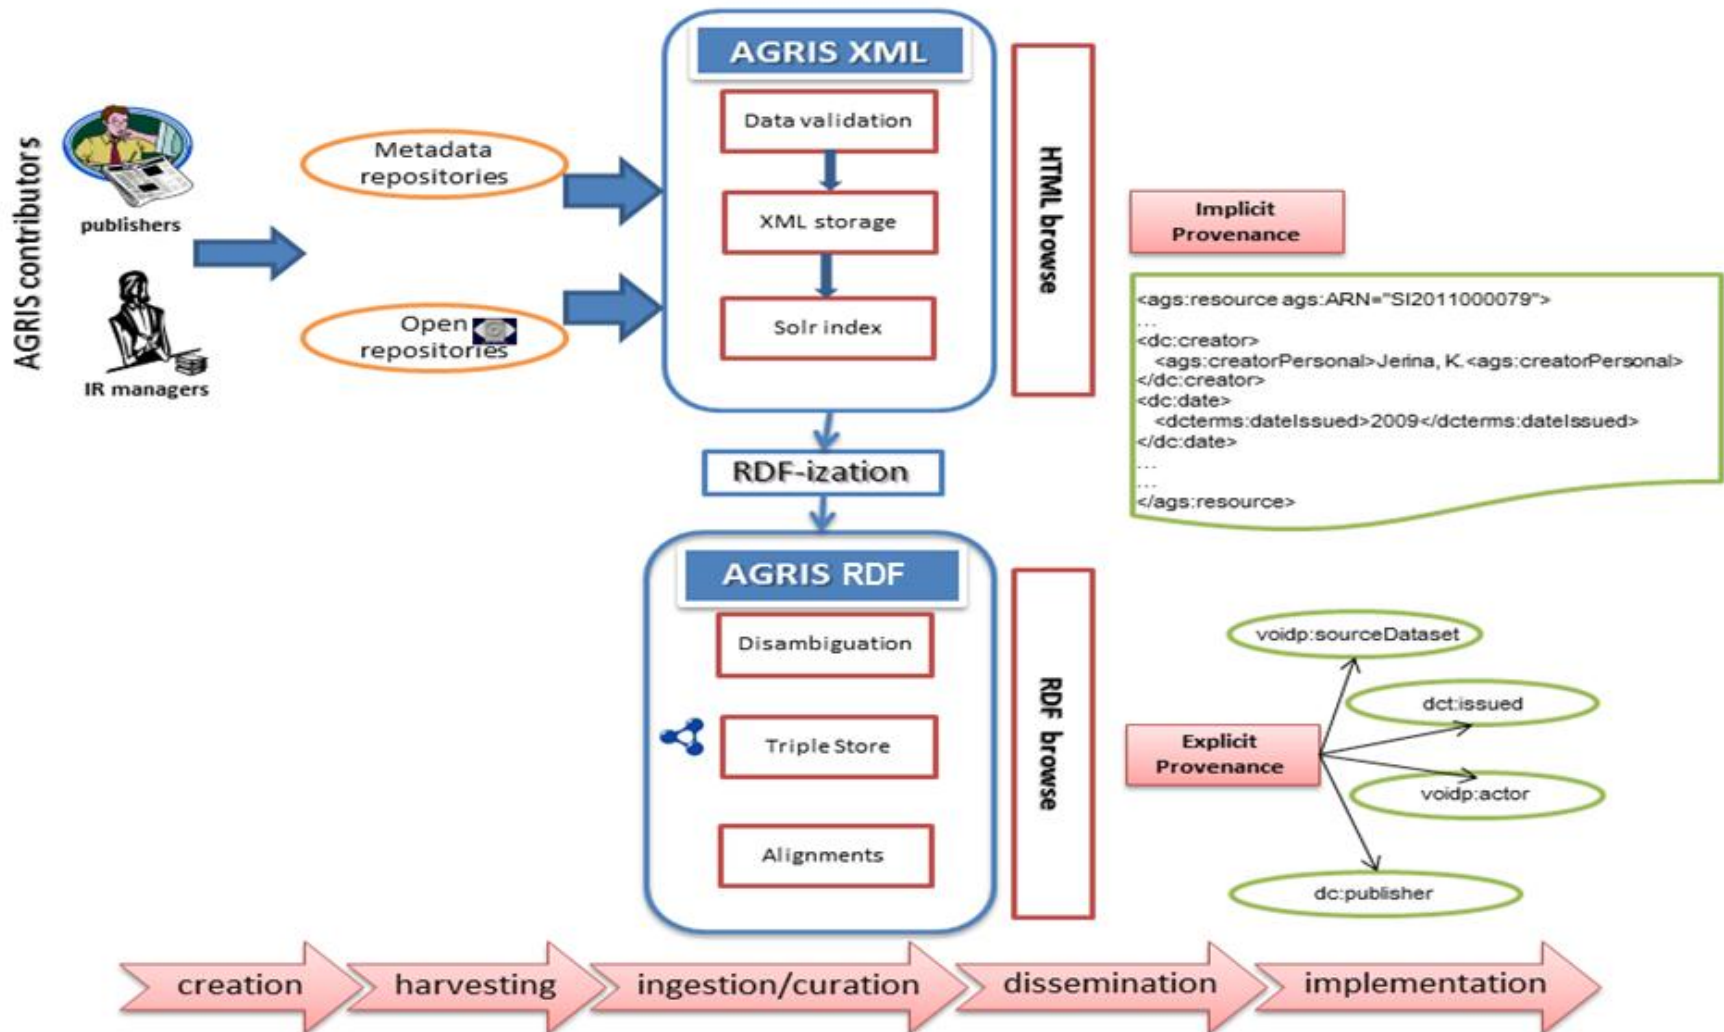 AGRIS contributors
publishers
IR managers
Metadata
repositories
Open
repositories
AGRIS XML
Data validation
XML storage
Solr index
HTML browse
RDF-ization
AGRIS RDF
Disambiguation
Triple Store
Alignments
RDF browse
Implicit
Provenance
<ags:resource ags:ARN="SI2011000079">
...
<dc:creator>
<ags:creatorPersonal>Jerina, K.<ags:creatorPersonal>
</dc:creator>
<dc:date>
<dcterms:dateIssued>2009</dcterms:dateIssued>
</dc:date>
...
...
</ags:resource>
Explicit
Provenance
voidp:sourceDataset
dct:issued
voidp:actor
dc:publisher
creation
harvesting
ingestion/curation
dissemination
implementation